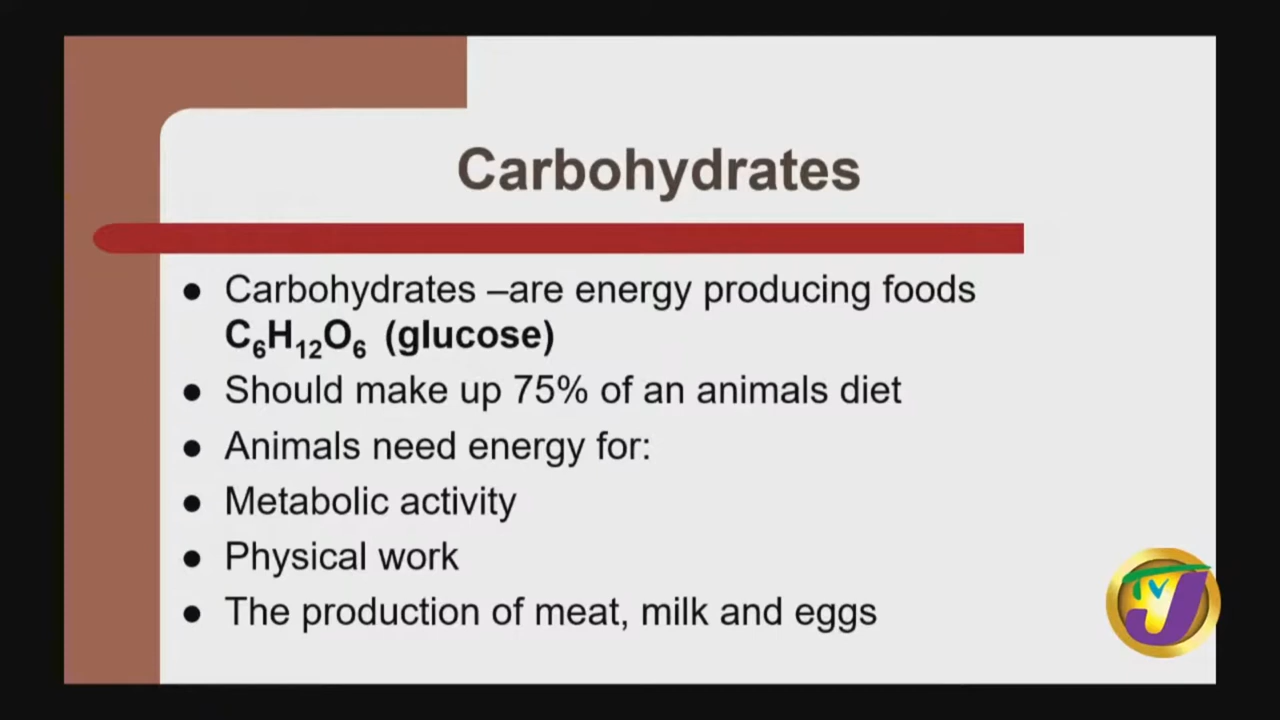 Carbohydrates
● Carbohydrates –are energy producing foods
C₆H₁₂O₆ (glucose)
● Should make up 75% of an animals diet
● Animals need energy for:
● Metabolic activity
● Physical work
● The production of meat, milk and eggs
TVJ